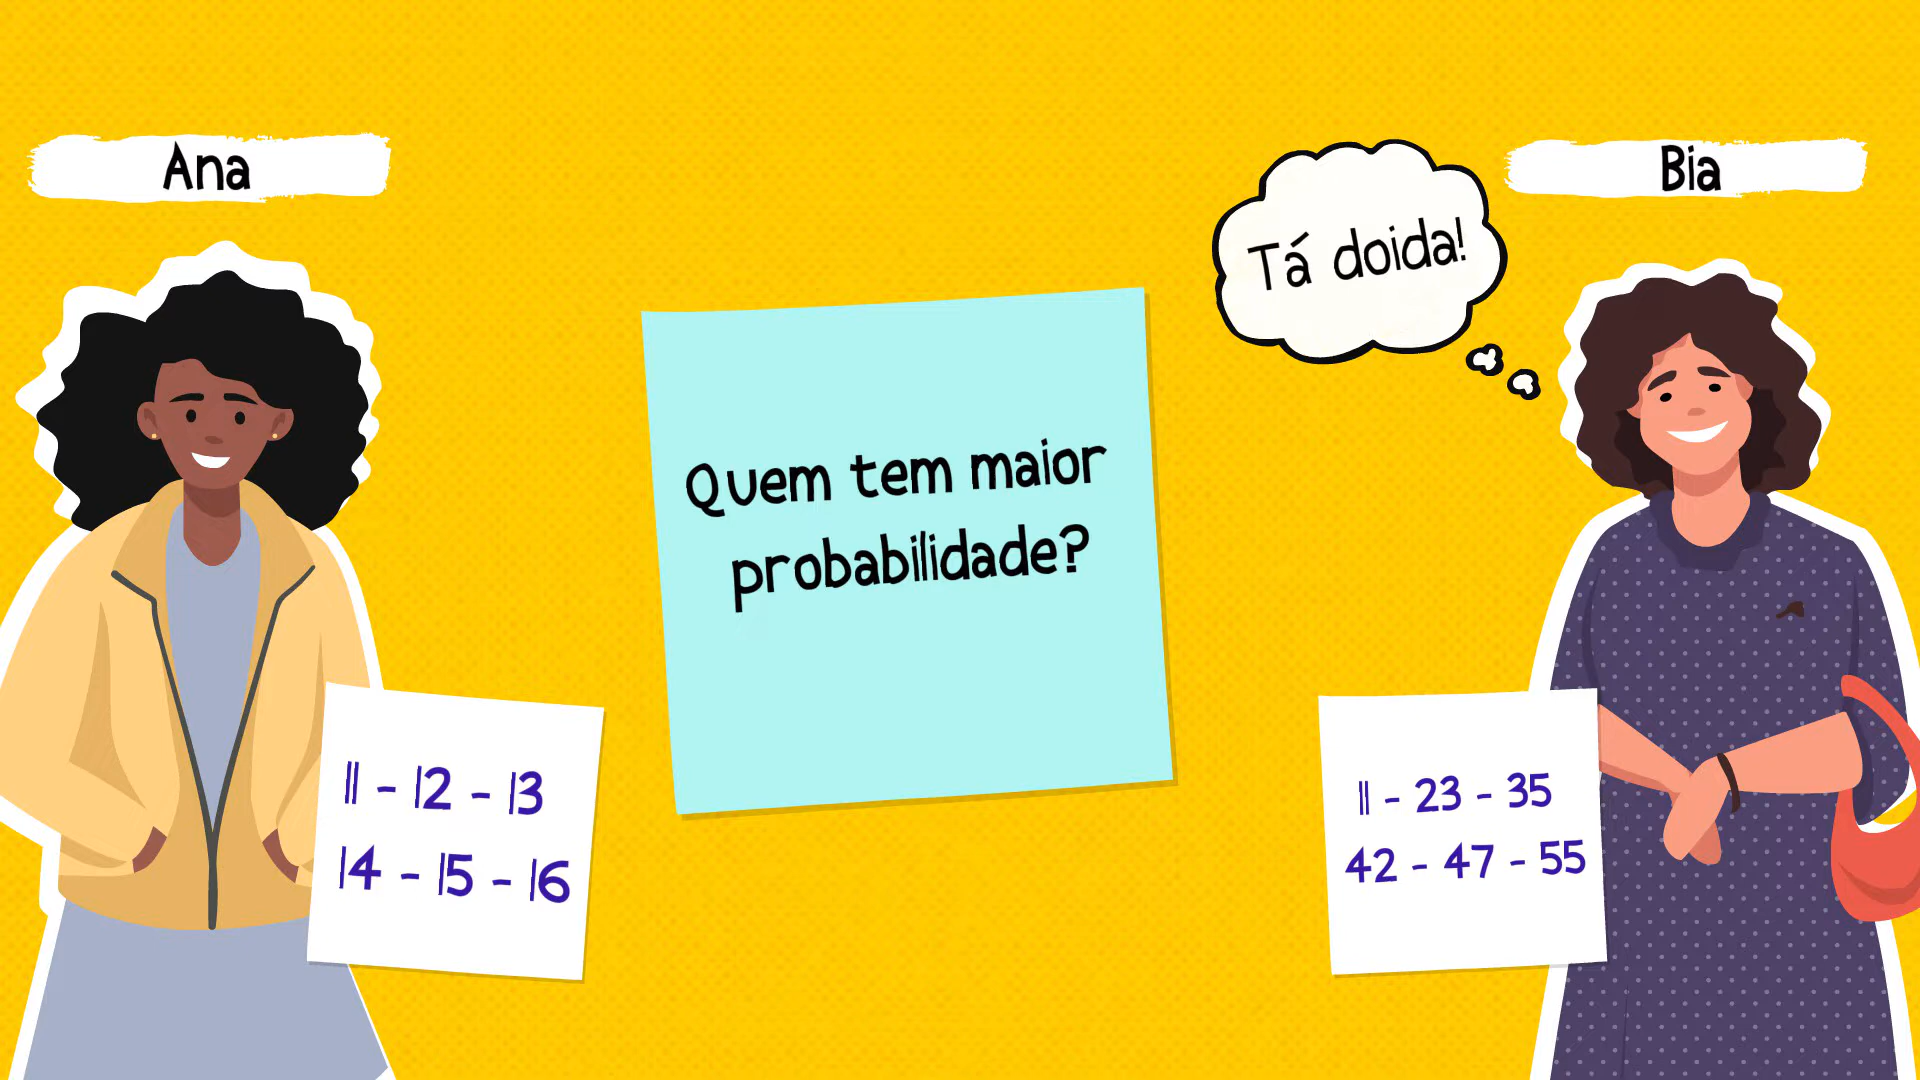 Ana
Bia
Tá doida!
Quem tem maior
probabilidade?
11 - 12 - 13
14 - 15 - 16
11 - 23 - 35
42 - 47 - 55